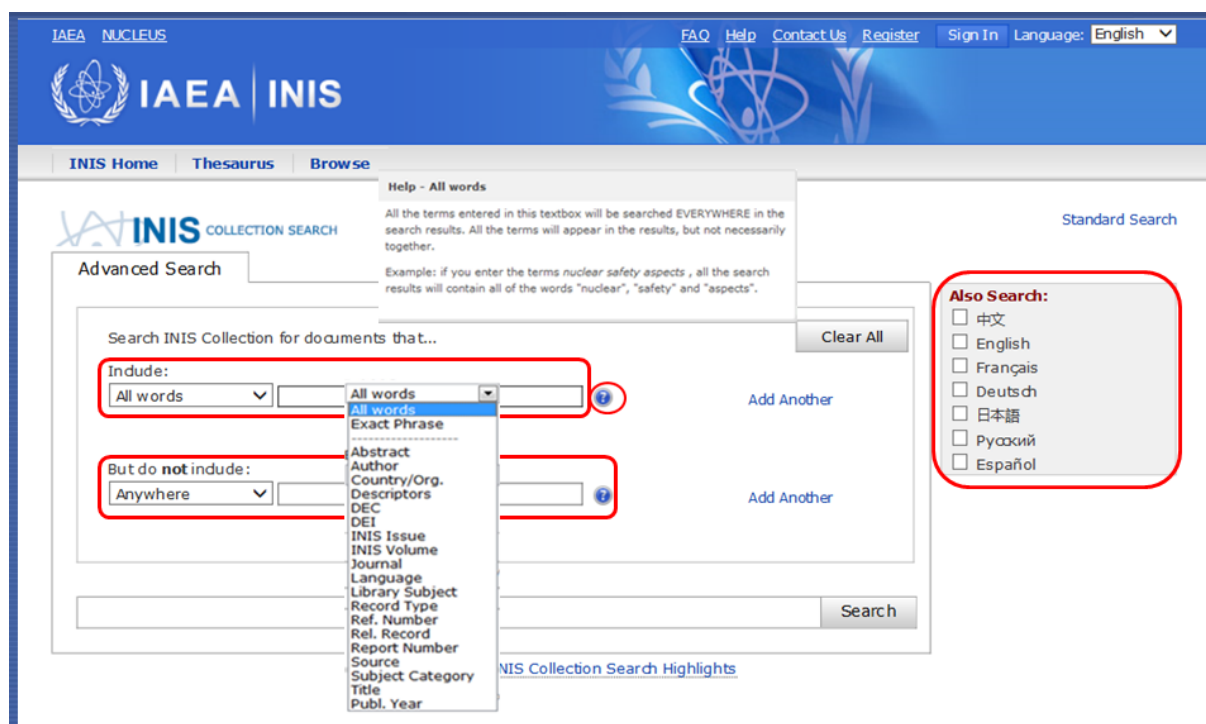 IAEA NUCLEUS
FAQ Help Contact Us Register Sign In Language: English
IAEA INIS
INIS Home Thesaurus Browse
Help - All words
All the terms entered in this textbox will be searched EVERYWHERE in the
search results. All the terms will appear in the results, but not necessarily
together.
Example: if you enter the terms nuclear safety aspects , all the search
results will contain all of the words "nuclear", "safety" and "aspects".
INIS COLLECTION SEARCH
Standard Search
Advanced Search
Search INIS Collection for documents that...
Clear All
Include:
All words
Add Another
But do not include:
Anywhere
Add Another
All words
All words
Exact Phrase
--------------------
Abstract
Author
Country/Org.
Descriptors
DEC
DEI
INIS Issue
INIS Volume
Journal
Language
Library Subject
Record Type
Ref. Number
Rel. Record
Report Number
Source
Subject Category
Title
Publ. Year
Search
NIS Collection Search Highlights
Also Search:
中文
English
Français
Deutsch
日本語
Русский
Español